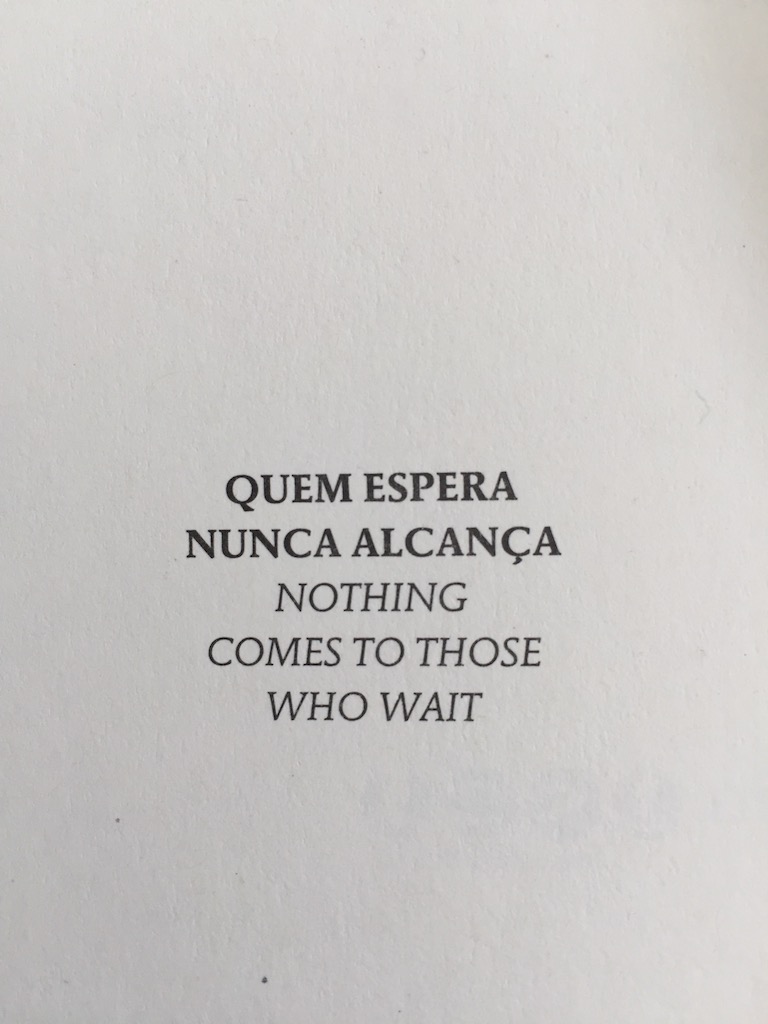 QUEM ESPERA
NUNCA ALCANÇA
NOTHING
COMES TO THOSE
WHO WAIT